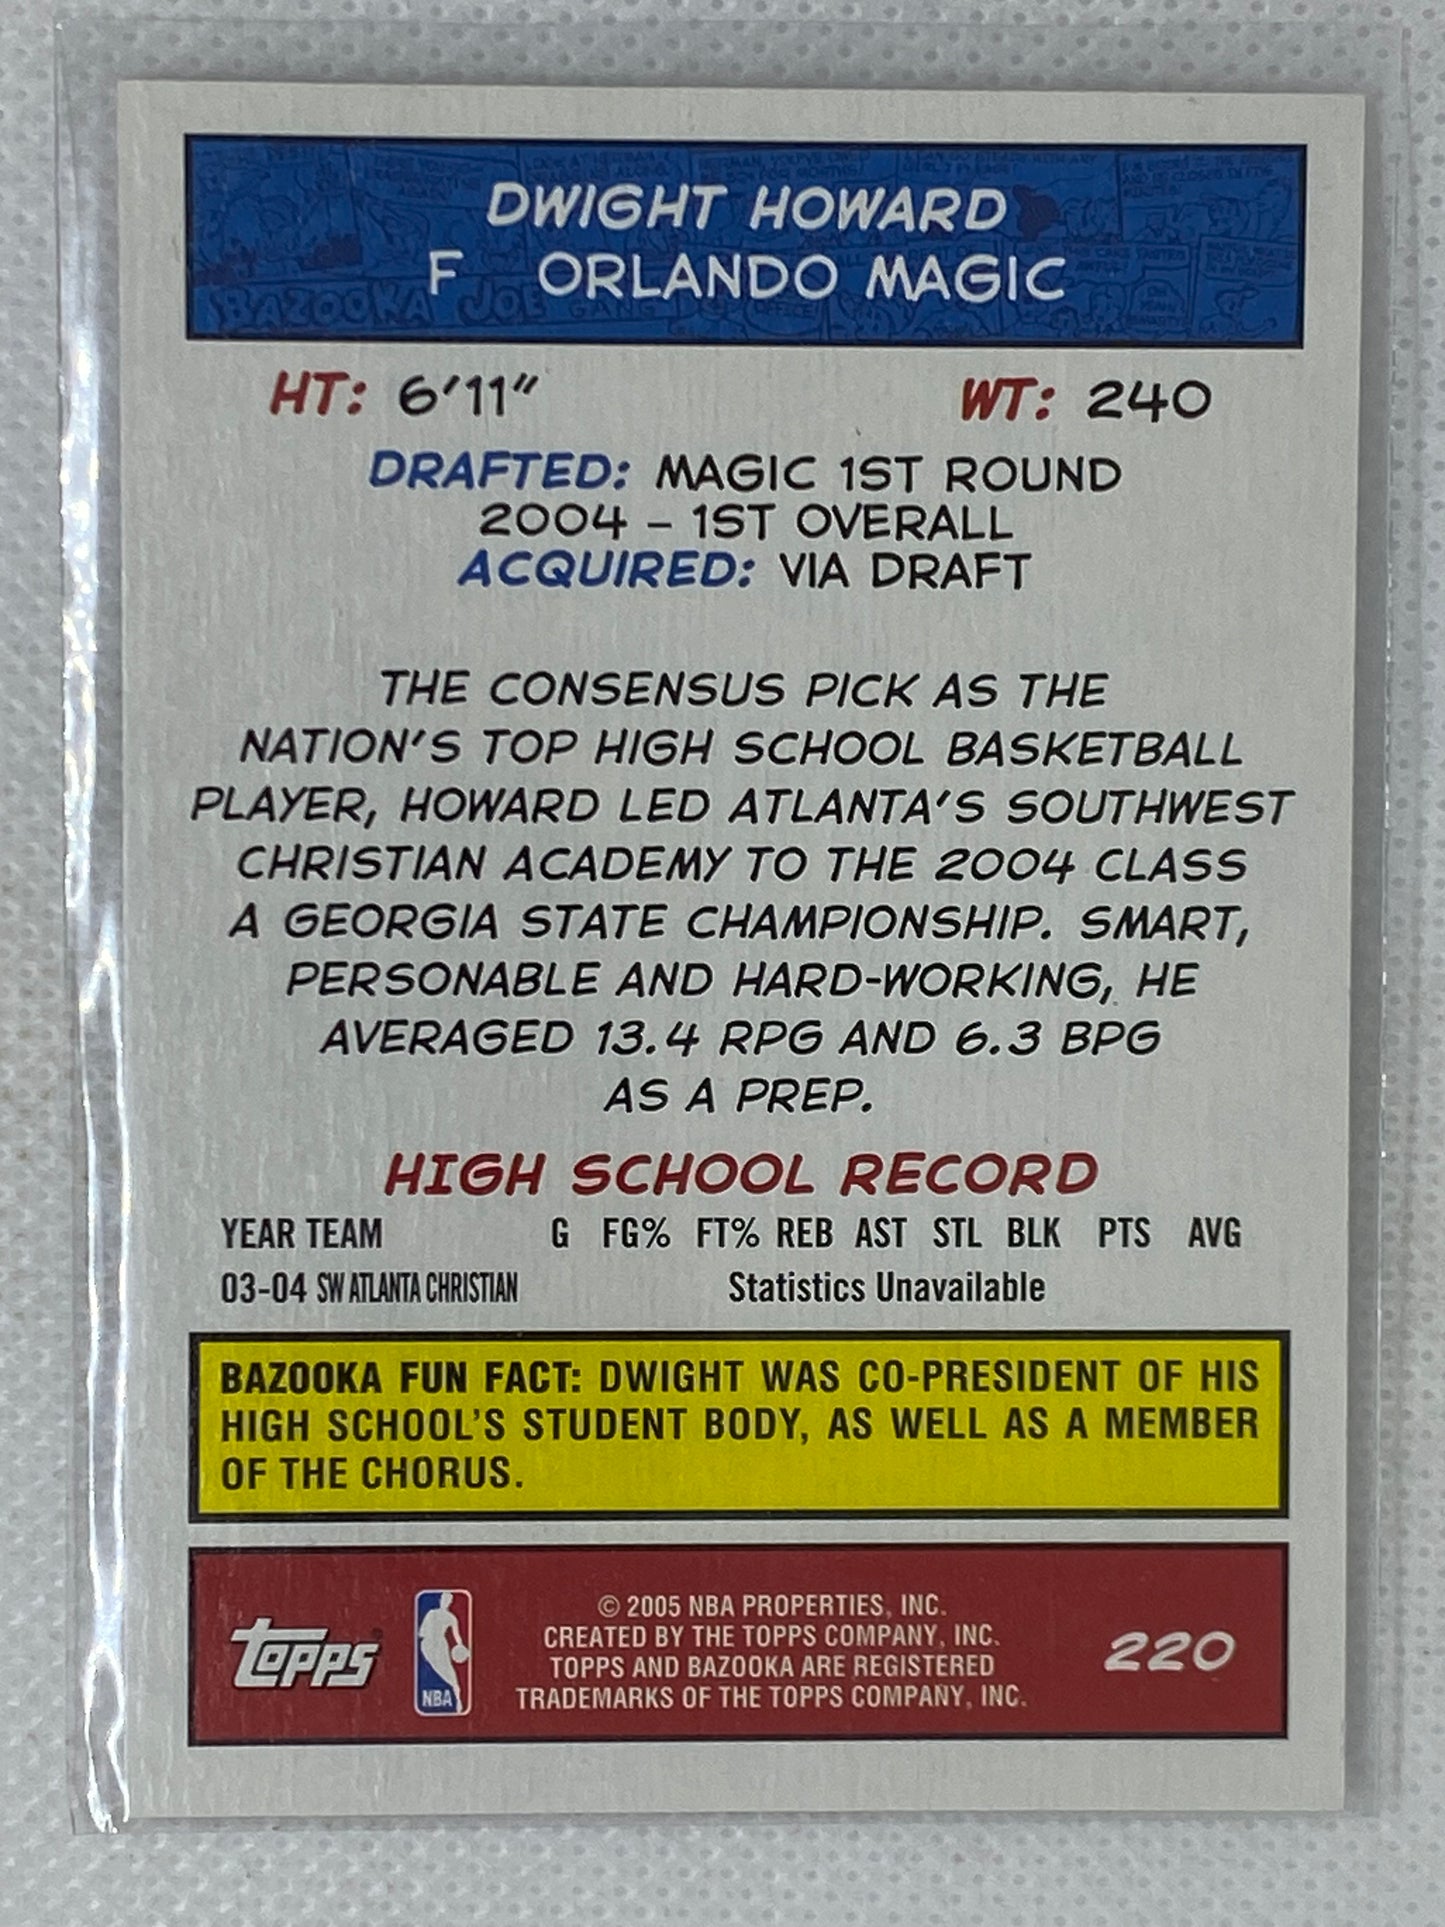 DWIGHT HOWARD
F ORLANDO MAGIC
BAZOOKA JOE
HT: 6'11" WT: 240
DRAFTED: MAGIC 1ST ROUND
2004 – 1ST OVERALL
ACQUIRED: VIA DRAFT
THE CONSENSUS PICK AS THE
NATION'S TOP HIGH SCHOOL BASKETBALL
PLAYER, HOWARD LED ATLANTA'S SOUTHWEST
CHRISTIAN ACADEMY TO THE 2004 CLASS
A GEORGIA STATE CHAMPIONSHIP. SMART,
PERSONABLE AND HARD-WORKING, HE
AVERAGED 13.4 RPG AND 6.3 BPG
AS A PREP.
HIGH SCHOOL RECORD
YEAR TEAM G FG% FT% REB AST STL BLK PTS AVG
03-04 SW ATLANTA CHRISTIAN Statistics Unavailable
BAZOOKA FUN FACT: DWIGHT WAS CO-PRESIDENT OF HIS
HIGH SCHOOL'S STUDENT BODY, AS WELL AS A MEMBER
OF THE CHORUS.
© 2005 NBA PROPERTIES, INC.
CREATED BY THE TOPPS COMPANY, INC.
TOPPS AND BAZOOKA ARE REGISTERED
TRADEMARKS OF THE TOPPS COMPANY, INC.
Topps
NBA
220